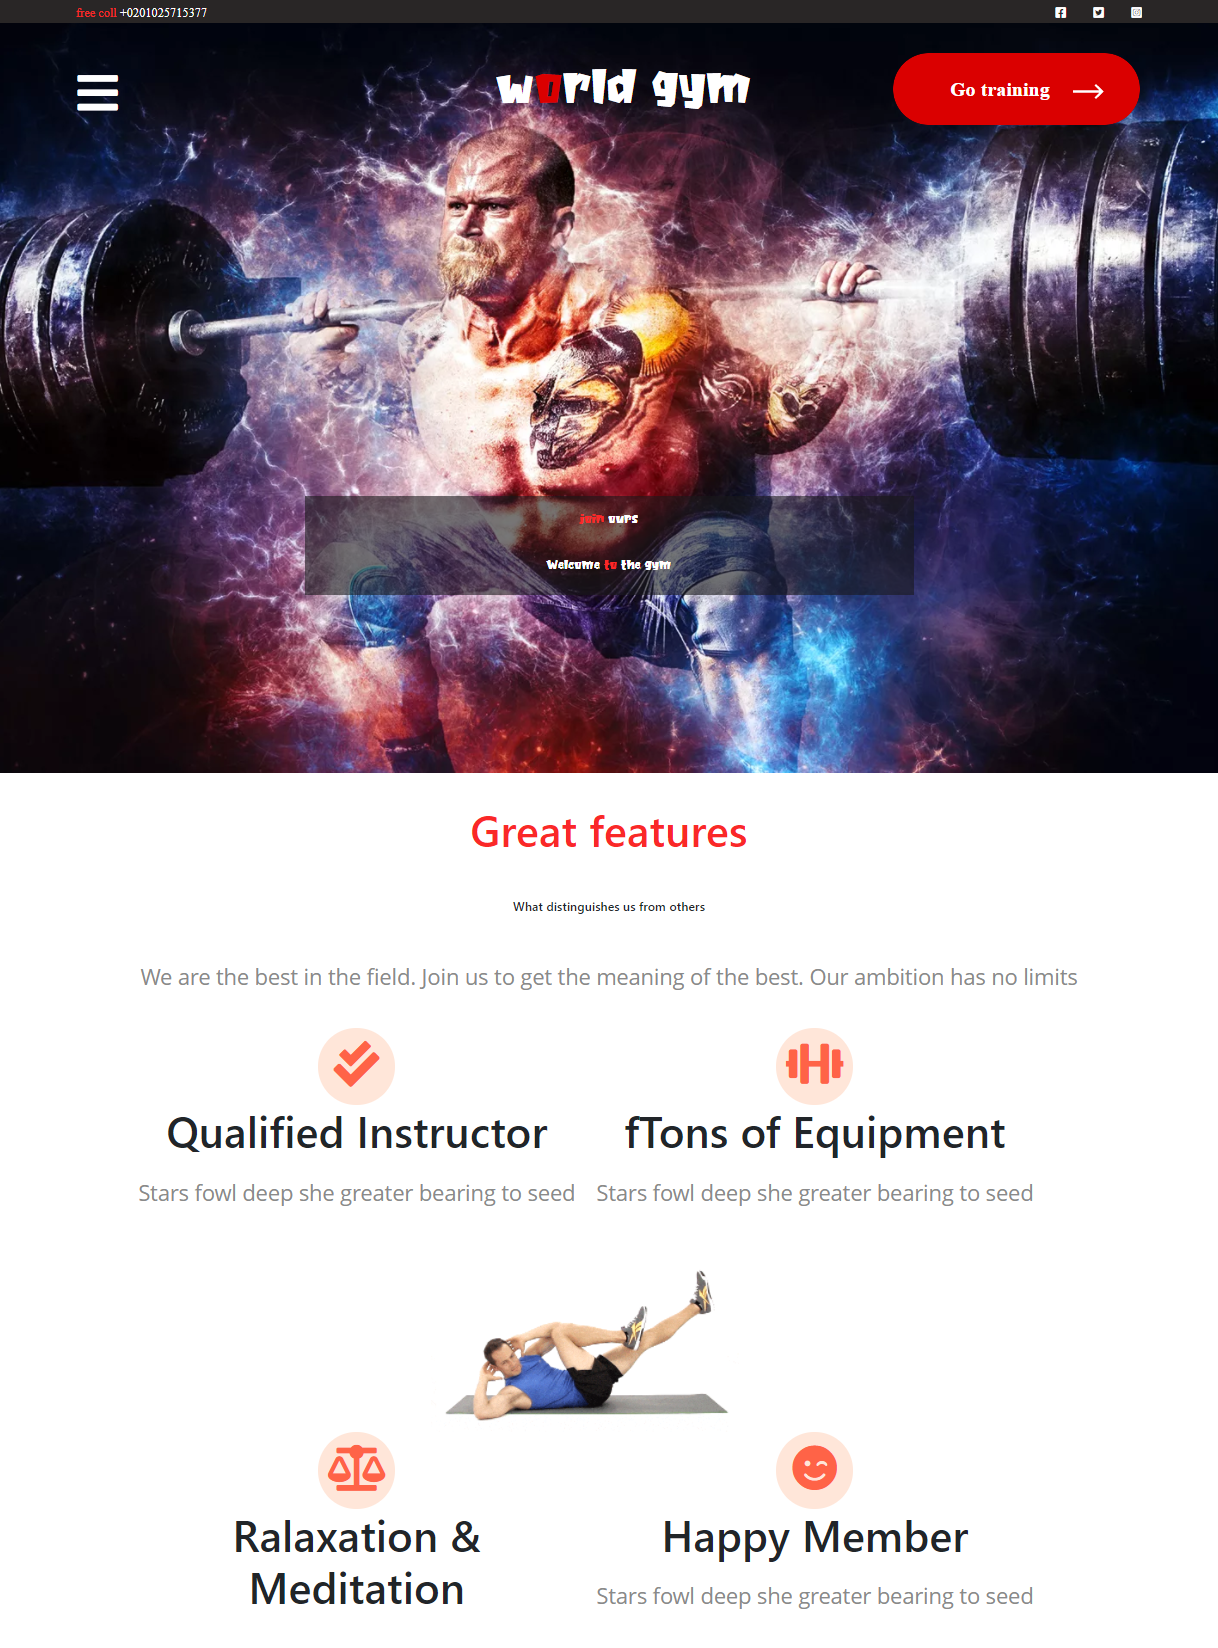 free coll +0201025715377
world gym
Go training
join ours
Welcome to the gym
Great features
What distinguishes us from others
We are the best in the field. Join us to get the meaning of the best. Our ambition has no limits
Qualified Instructor
fTons of Equipment
Stars fowl deep she greater bearing to seed
Stars fowl deep she greater bearing to seed
Ralaxation &
Meditation
Happy Member
Stars fowl deep she greater bearing to seed